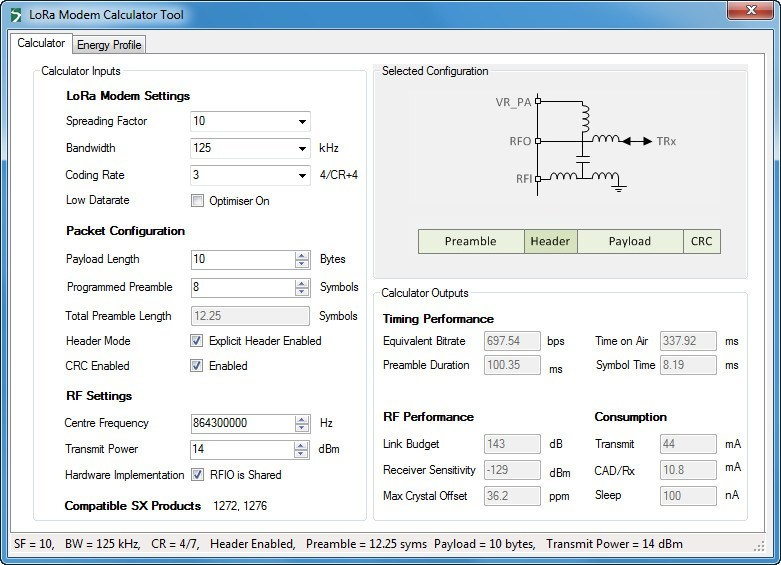 LoRa Modem Calculator Tool
Calculator Energy Profile
Calculator Inputs
LoRa Modem Settings
Spreading Factor 10
Bandwidth 125 kHz
Coding Rate 3 4/CR+4
Low Datarate Optimiser On
Packet Configuration
Payload Length 10 Bytes
Programmed Preamble 8 Symbols
Total Preamble Length 12.25 Symbols
Header Mode Explicit Header Enabled
CRC Enabled Enabled
RF Settings
Centre Frequency 864300000 Hz
Transmit Power 14 dBm
Hardware Implementation RFIO is Shared
Compatible SX Products 1272, 1276
Selected Configuration
VR_PA
RFO TRx
RFI
Preamble Header Payload CRC
Calculator Outputs
Timing Performance
Equivalent Bitrate 697.54 bps Time on Air 337.92 ms
Preamble Duration 100.35 ms Symbol Time 8.19 ms
RF Performance Consumption
Link Budget 143 dB Transmit 44 mA
Receiver Sensitivity -129 dBm CAD/Rx 10.8 mA
Max Crystal Offset 36.2 ppm Sleep 100 nA
SF = 10, BW = 125 kHz, CR = 4/7, Header Enabled, Preamble = 12.25 syms Payload = 10 bytes, Transmit Power = 14 dBm